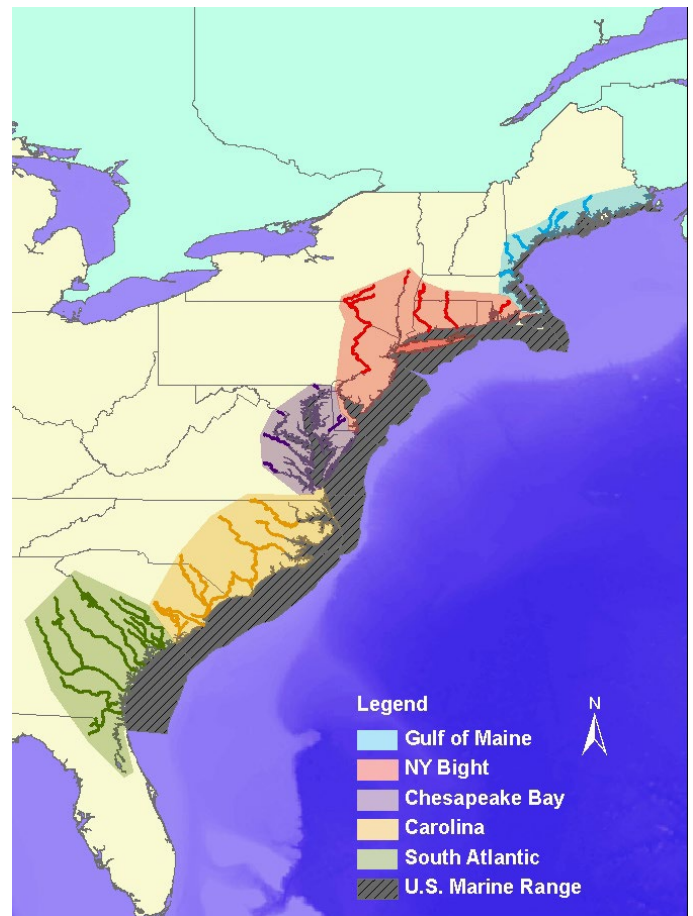 Legend
N
Gulf of Maine
NY Bight
Chesapeake Bay
Carolina
South Atlantic
U.S. Marine Range